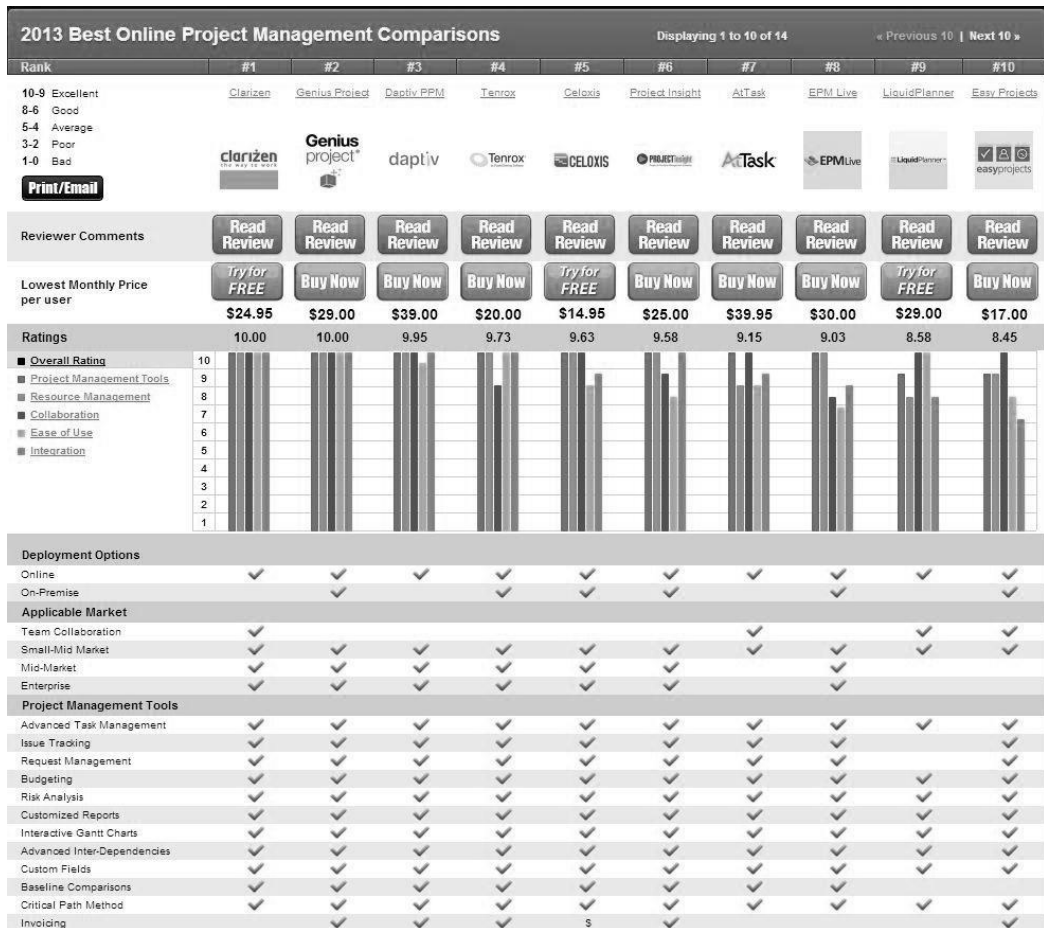 2013 Best Online Project Management Comparisons Displaying 1 to 10 of 14 « Previous 10 | Next 10 »
Rank #1 #2 #3 #4 #5 #6 #7 #8 #9 #10
10-9 Excellent Clarizen Genius Project Daptiv PPM Tenrox Celoxis Project Insight AtTask EPM Live LiquidPlanner Easy Projects
8-6 Good
5-4 Average
3-2 Poor
1-0 Bad
clarizen
the way to work
Genius
project
daptiv
Tenrox
CELOXIS
PROJECTinsight
AtTask
EPMLive
LiquidPlanner
easyprojects
Print/Email
Reviewer Comments Read Review Read Review Read Review Read Review Read Review Read Review Read Review Read Review Read Review Read Review
Lowest Monthly Price
per user
Try for FREE Buy Now Buy Now Buy Now Try for FREE Buy Now Buy Now Buy Now Try for FREE Buy Now
$24.95 $29.00 $39.00 $20.00 $14.95 $25.00 $39.95 $30.00 $29.00 $17.00
Ratings 10.00 10.00 9.95 9.73 9.63 9.58 9.15 9.03 8.58 8.45
Overall Rating 10
Project Management Tools 9
Resource Management 8
Collaboration 7
Ease of Use 6
Integration 5
4
3
2
1
Deployment Options
Online
On-Premise
Applicable Market
Team Collaboration
Small-Mid Market
Mid-Market
Enterprise
Project Management Tools
Advanced Task Management
Issue Tracking
Request Management
Budgeting
Risk Analysis
Customized Reports
Interactive Gantt Charts
Advanced Inter-Dependencies
Custom Fields
Baseline Comparisons
Critical Path Method
Invoicing $